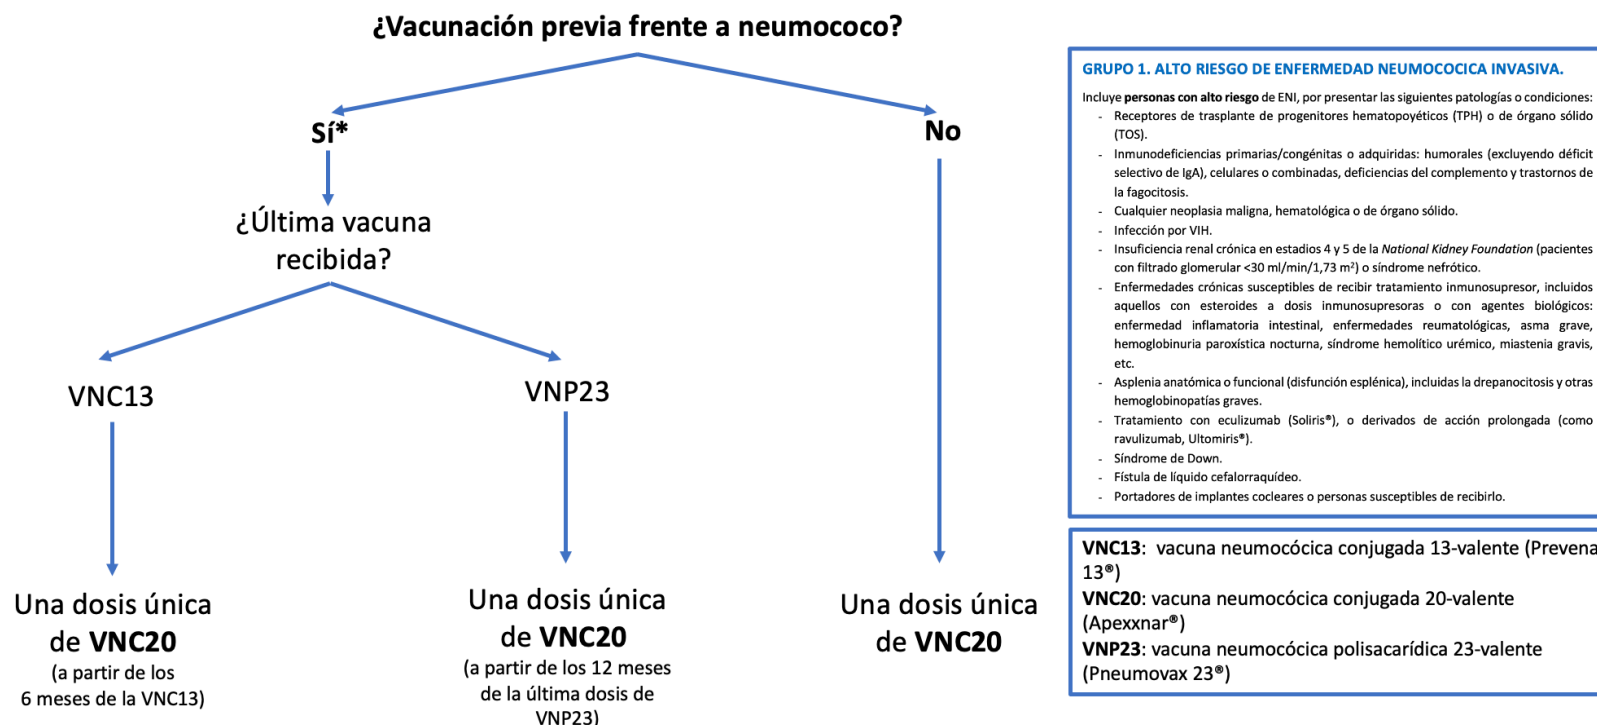 ¿Vacunación previa frente a neumococo?
Sí*
No
¿Última vacuna
recibida?
VNC13
VNP23
Una dosis única
de VNC20
(a partir de los
6 meses de la VNC13)
Una dosis única
de VNC20
(a partir de los 12 meses
de la última dosis de
VNP23)
Una dosis única
de VNC20
GRUPO 1. ALTO RIESGO DE ENFERMEDAD NEUMOCOCICA INVASIVA.
Incluye personas con alto riesgo de ENI, por presentar las siguientes patologías o condiciones:
- Receptores de trasplante de progenitores hematopoyéticos (TPH) o de órgano sólido
(TOS).
- Inmunodeficiencias primarias/congénitas o adquiridas: humorales (excluyendo déficit
selectivo de IgA), celulares o combinadas, deficiencias del complemento y trastornos de
la fagocitosis.
- Cualquier neoplasia maligna, hematológica o de órgano sólido.
- Infección por VIH.
- Insuficiencia renal crónica en estadios 4 y 5 de la National Kidney Foundation (pacientes
con filtrado glomerular <30 ml/min/1,73 m²) o síndrome nefrótico.
- Enfermedades crónicas susceptibles de recibir tratamiento inmunosupresor, incluidos
aquellos con esteroides a dosis inmunosupresoras o con agentes biológicos:
enfermedad inflamatoria intestinal, enfermedades reumatológicas, asma grave,
hemoglobinuria paroxística nocturna, síndrome hemolítico urémico, miastenia gravis,
etc.
- Asplenia anatómica o funcional (disfunción esplénica), incluidas la drepanocitosis y otras
hemoglobinopatías graves.
- Tratamiento con eculizumab (Soliris®), o derivados de acción prolongada (como
ravulizumab, Ultomiris®).
- Síndrome de Down.
- Fístula de líquido cefalorraquídeo.
- Portadores de implantes cocleares o personas susceptibles de recibirlo.
VNC13: vacuna neumocócica conjugada 13-valente (Prevenar
13®)
VNC20: vacuna neumocócica conjugada 20-valente
(Apexxnar®)
VNP23: vacuna neumocócica polisacarídica 23-valente
(Pneumovax 23®)